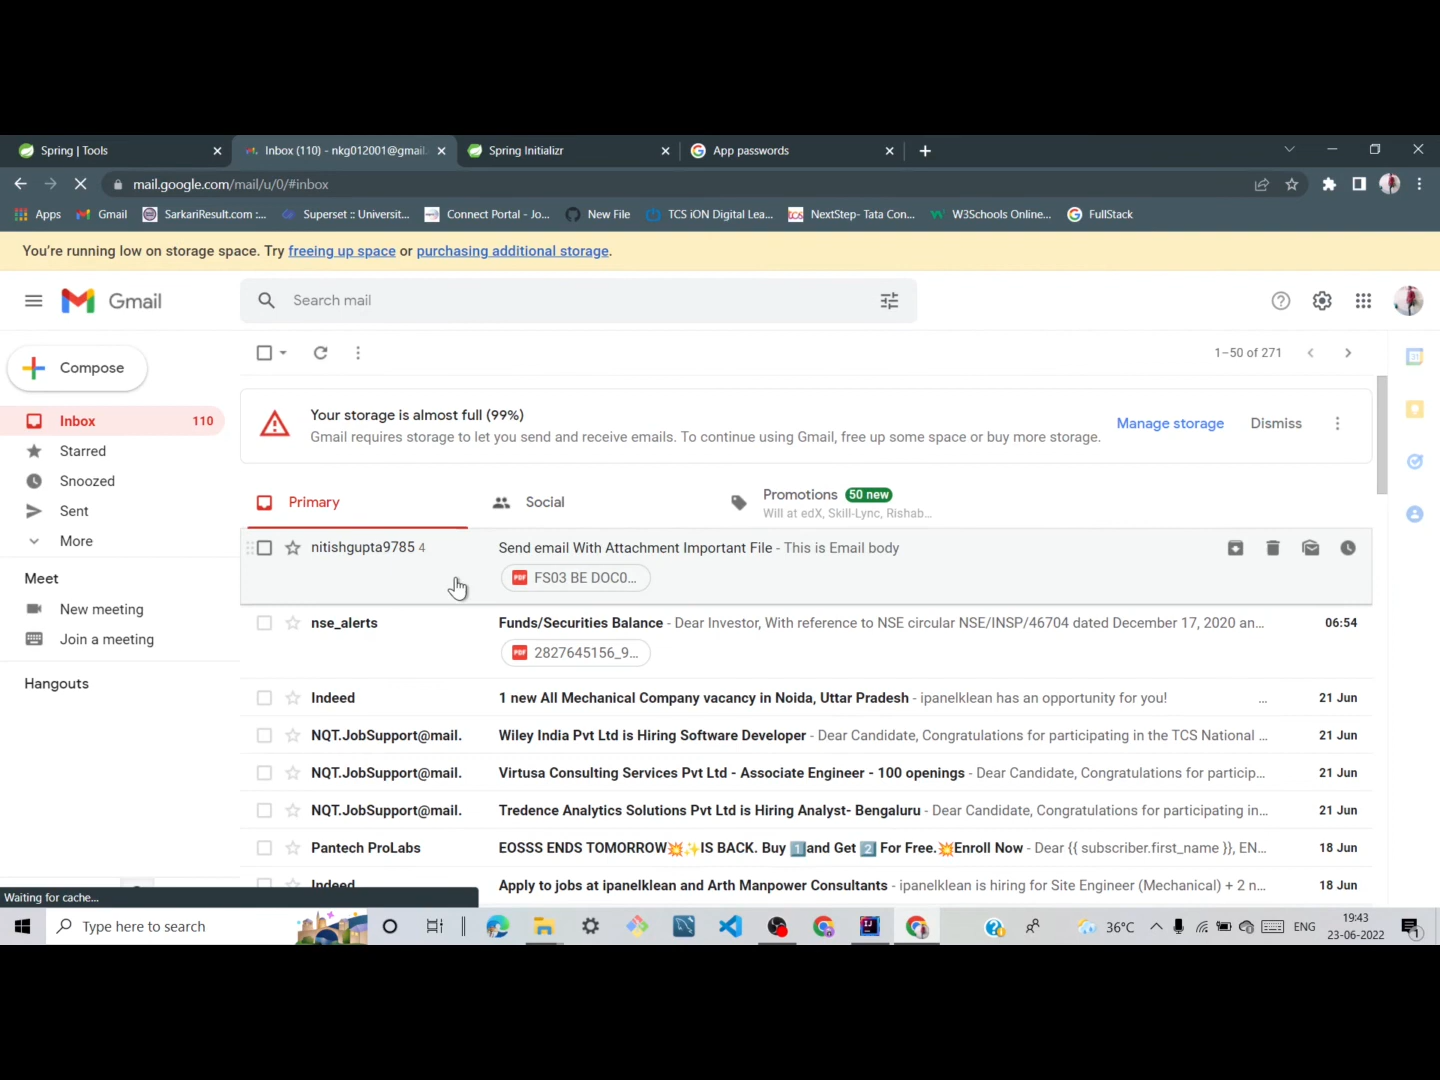 Spring | Tools
Inbox (110) - nkg012001@gmail.
Spring Initializr
App passwords
mail.google.com/mail/u/0/#inbox
Apps
Gmail
SarkariResult.com :...
Superset :: Universit...
Connect Portal - Jo...
New File
TCS iON Digital Lea...
NextStep- Tata Con...
W3Schools Online...
FullStack
You're running low on storage space. Try freeing up space or purchasing additional storage.
Gmail
Search mail
Compose
1–50 of 271
Inbox 110
Starred
Snoozed
Sent
More
Meet
New meeting
Join a meeting
Hangouts
Your storage is almost full (99%)
Gmail requires storage to let you send and receive emails. To continue using Gmail, free up some space or buy more storage.
Manage storage
Dismiss
Primary
Social
Promotions 50 new
Will at edX, Skill-Lync, Rishab...
nitishgupta9785 4 Send email With Attachment Important File - This is Email body
PDF FS03 BE DOC0...
nse_alerts Funds/Securities Balance - Dear Investor, With reference to NSE circular NSE/INSP/46704 dated December 17, 2020 an... 06:54
PDF 2827645156_9...
Indeed 1 new All Mechanical Company vacancy in Noida, Uttar Pradesh - ipanelklean has an opportunity for you! ... 21 Jun
NQT.JobSupport@mail. Wiley India Pvt Ltd is Hiring Software Developer - Dear Candidate, Congratulations for participating in the TCS National ... 21 Jun
NQT.JobSupport@mail. Virtusa Consulting Services Pvt Ltd - Associate Engineer - 100 openings - Dear Candidate, Congratulations for particip... 21 Jun
NQT.JobSupport@mail. Tredence Analytics Solutions Pvt Ltd is Hiring Analyst- Bengaluru - Dear Candidate, Congratulations for participating in... 21 Jun
Pantech ProLabs EOSSS ENDS TOMORROW💥✨IS BACK. Buy 1️⃣and Get 2️⃣ For Free.💥Enroll Now - Dear {{ subscriber.first_name }}, EN... 18 Jun
Indeed Apply to jobs at ipanelklean and Arth Manpower Consultants - ipanelklean is hiring for Site Engineer (Mechanical) + 2 n... 18 Jun
Waiting for cache...
Type here to search
36°C
ENG
19:43
23-06-2022
1